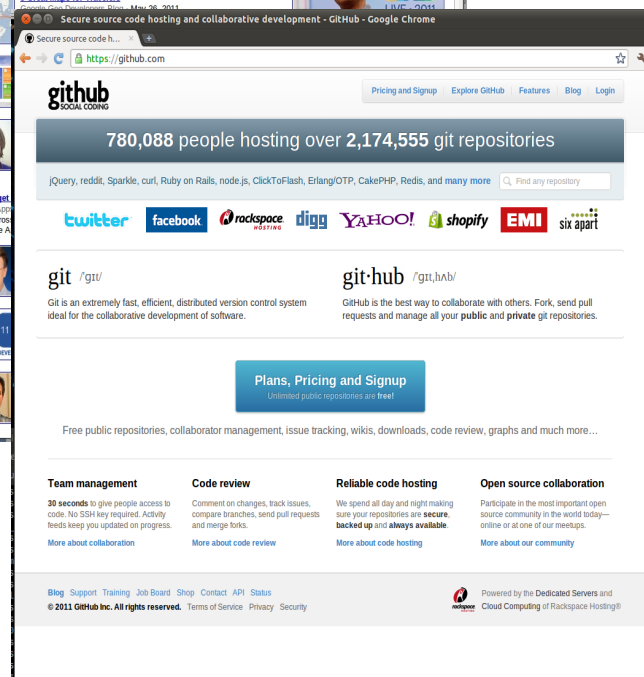 May 26, 2011
LIVE - 2011
Secure source code hosting and collaborative development - GitHub - Google Chrome
Secure source code h...
https://github.com
github
SOCIAL CODING
Pricing and Signup Explore GitHub Features Blog Login
780,088 people hosting over 2,174,555 git repositories
jQuery, reddit, Sparkle, curl, Ruby on Rails, node.js, ClickToFlash, Erlang/OTP, CakePHP, Redis, and many more
Find any repository
twitter facebook rackspace HOSTING digg YAHOO! shopify EMI six apart
git /ˈɡɪt/
Git is an extremely fast, efficient, distributed version control system
ideal for the collaborative development of software.
git·hub /ˈɡɪt,hʌb/
GitHub is the best way to collaborate with others. Fork, send pull
requests and manage all your public and private git repositories.
Plans, Pricing and Signup
Unlimited public repositories are free!
Free public repositories, collaborator management, issue tracking, wikis, downloads, code review, graphs and much more…
Team management
30 seconds to give people access to
code. No SSH key required. Activity
feeds keep you updated on progress.
More about collaboration
Code review
Comment on changes, track issues,
compare branches, send pull requests
and merge forks.
More about code review
Reliable code hosting
We spend all day and night making
sure your repositories are secure,
backed up and always available.
More about code hosting
Open source collaboration
Participate in the most important open
source community in the world today—
online or at one of our meetups.
More about our community
Blog Support Training Job Board Shop Contact API Status
© 2011 GitHub Inc. All rights reserved. Terms of Service Privacy Security
rackspace
HOSTING
Powered by the Dedicated Servers and
Cloud Computing of Rackspace Hosting®